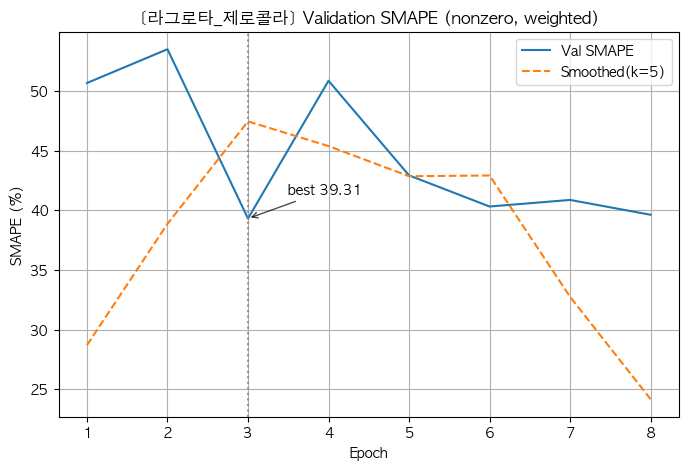 [라그로타_제로콜라] Validation SMAPE (nonzero, weighted)
Val SMAPE
Smoothed(k=5)
best 39.31
SMAPE (%)
50
45
40
35
30
25
1 2 3 4 5 6 7 8
Epoch